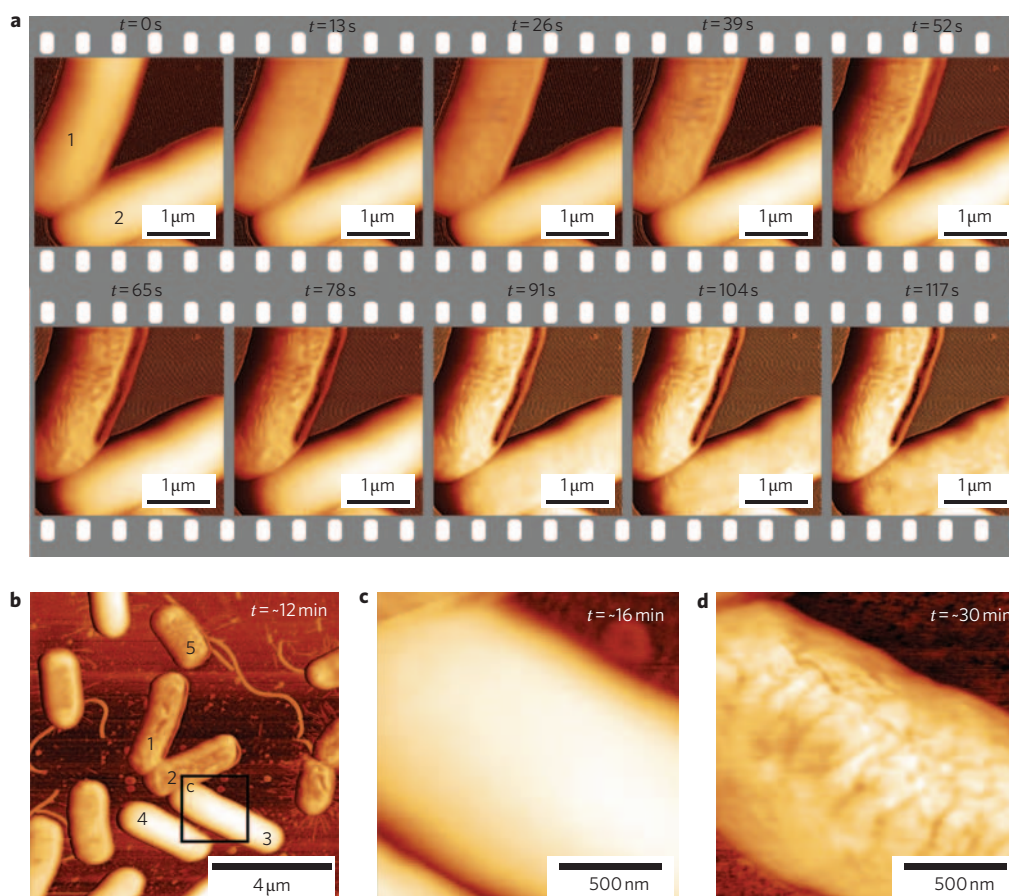 a
t = 0 s t = 13 s t = 26 s t = 39 s t = 52 s
1
2
1 μm 1 μm 1 μm 1 μm 1 μm
t = 65 s t = 78 s t = 91 s t = 104 s t = 117 s
1 μm 1 μm 1 μm 1 μm 1 μm
b c d
t = ~12 min t = ~16 min t = ~30 min
5
1
2
c
4
3
4 μm 500 nm 500 nm